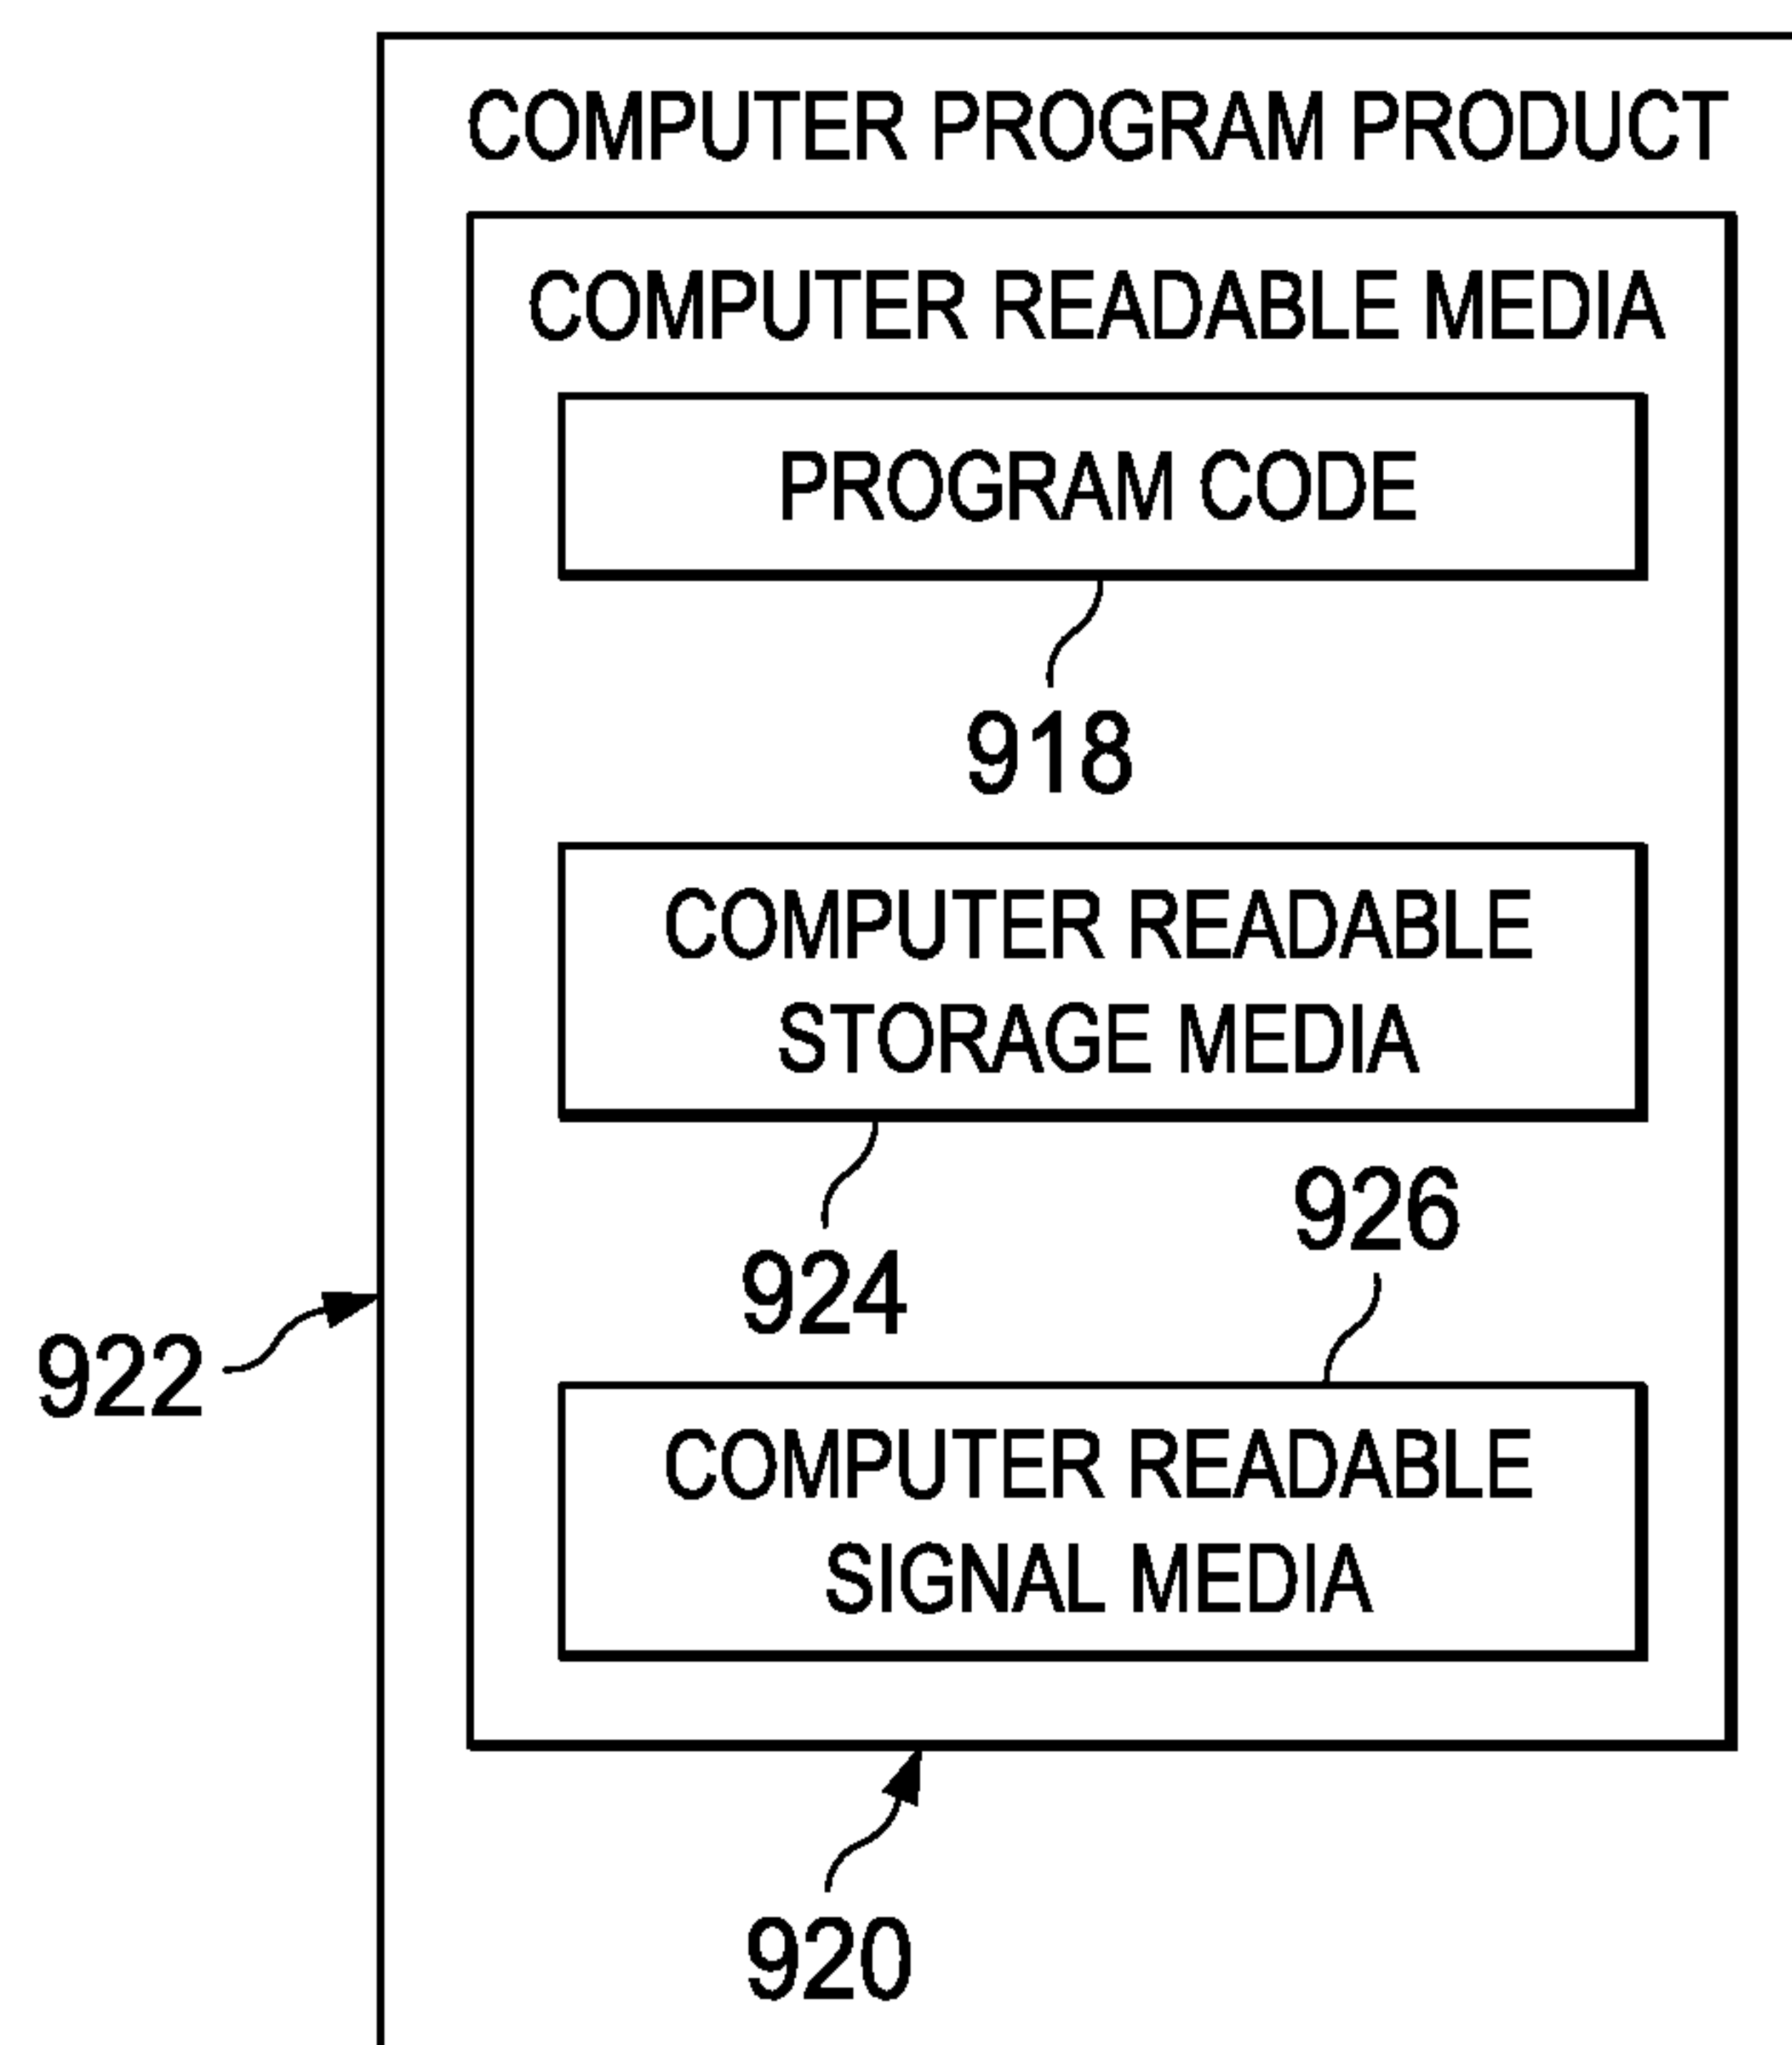 COMPUTER PROGRAM PRODUCT
COMPUTER READABLE MEDIA
PROGRAM CODE
918
COMPUTER READABLE
STORAGE MEDIA
926
924
922
COMPUTER READABLE
SIGNAL MEDIA
920